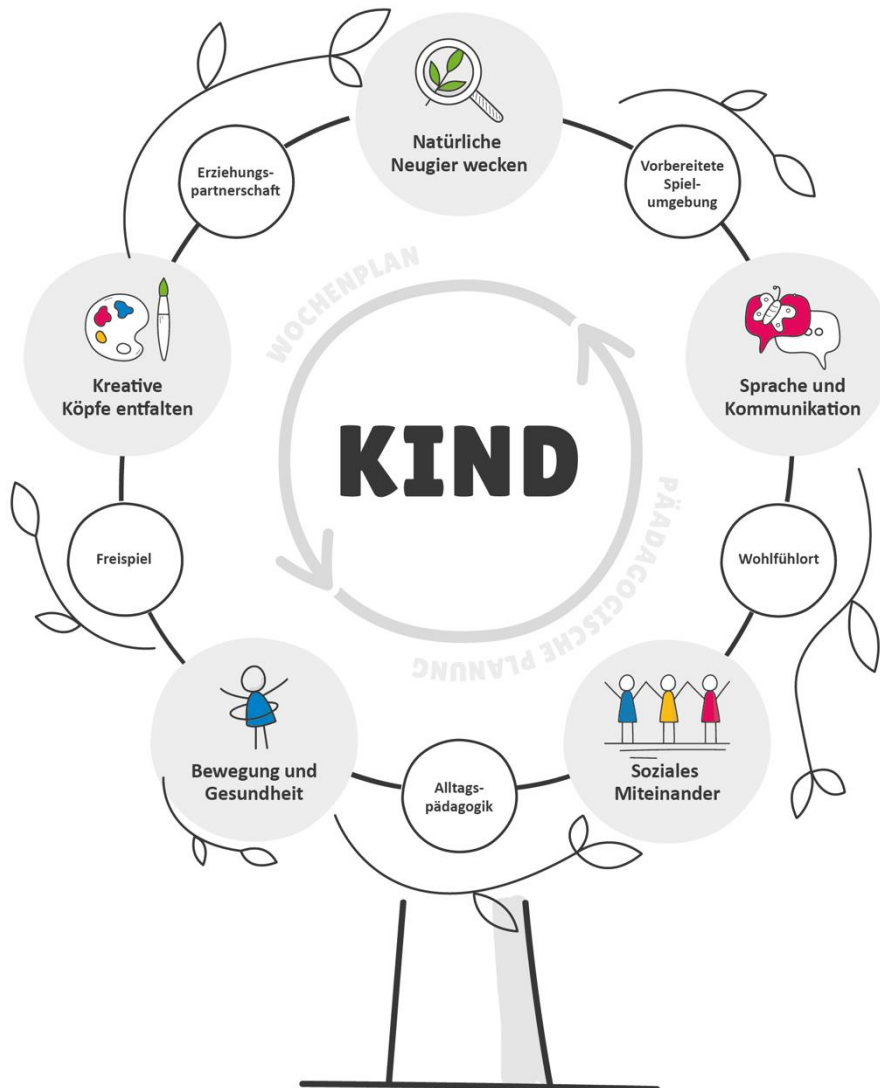 Natürliche
Neugier wecken
Erziehungs-
partnerschaft
Vorbereitete
Spiel-
umgebung
WOCHENPLAN
Kreative
Köpfe entfalten
Sprache und
Kommunikation
KIND
PÄADAGOGISCHE PLANUNG
Freispiel
Wohlfühlort
Bewegung und
Gesundheit
Alltags-
pädagogik
Soziales
Miteinander